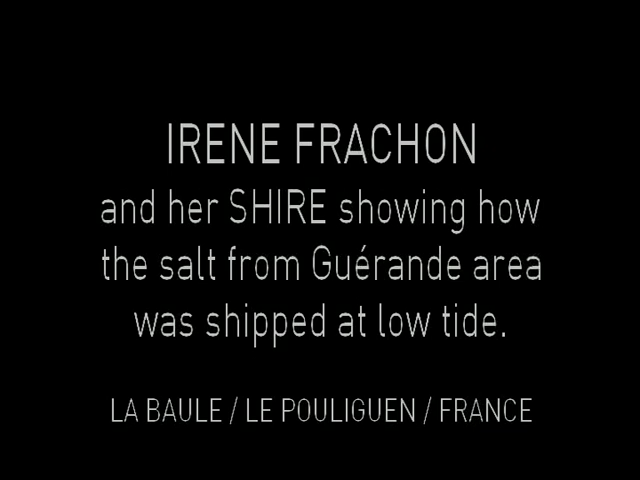 IRENE FRACHON
and her SHIRE showing how
the salt from Guérande area
was shipped at low tide.
LA BAULE / LE POULIGUEN / FRANCE